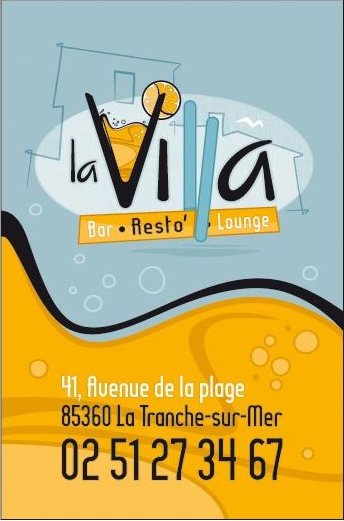 la Villa
Bar • Resto' • Lounge
41, Avenue de la plage
85360 La Tranche-sur-Mer
02 51 27 34 67